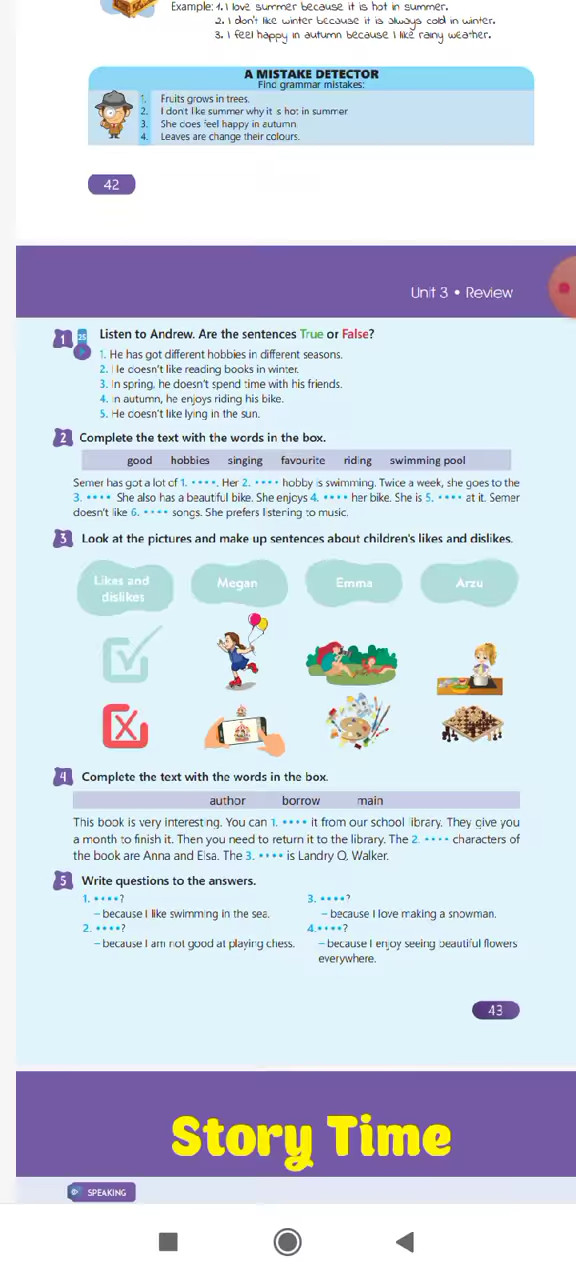 Example: 1. I love summer because it is hot in summer.
2. I don't like winter because it is always cold in winter.
3. I feel happy in autumn because I like rainy weather.
A MISTAKE DETECTOR
Find grammar mistakes:
1. Fruits grows in trees.
2. I don't like summer why it is hot in summer
3. She does feel happy in autumn
4. Leaves are change their colours.
42
Unit 3 • Review
1 25 Listen to Andrew. Are the sentences True or False?
1. He has got different hobbies in different seasons.
2. He doesn't like reading books in winter.
3. In spring, he doesn't spend time with his friends.
4. In autumn, he enjoys riding his bike.
5. He doesn't like lying in the sun.
2 Complete the text with the words in the box.
good hobbies singing favourite riding swimming pool
Semer has got a lot of 1. ••••. Her 2. •••• hobby is swimming. Twice a week, she goes to the
3. •••• She also has a beautiful bike. She enjoys 4. •••• her bike. She is 5. •••• at it. Semer
doesn't like 6. •••• songs. She prefers listening to music.
3 Look at the pictures and make up sentences about children's likes and dislikes.
Likes and
dislikes
Megan
Emma
Arzu
4 Complete the text with the words in the box.
author borrow main
This book is very interesting. You can 1. •••• it from our school library. They give you
a month to finish it. Then you need to return it to the library. The 2. •••• characters of
the book are Anna and Elsa. The 3. •••• is Landry Q. Walker.
5 Write questions to the answers.
1. ••••?
– because I like swimming in the sea.
2. ••••?
– because I am not good at playing chess.
3. ••••?
– because I love making a snowman.
4. ••••?
– because I enjoy seeing beautiful flowers
everywhere.
43
Story Time
SPEAKING